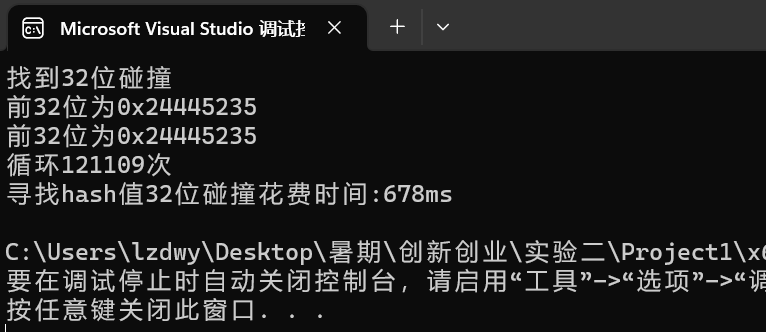 Microsoft Visual Studio 调试
找到32位碰撞
前32位为0x24445235
前32位为0x24445235
循环121109次
寻找hash值32位碰撞花费时间:678ms
C:\Users\lzdwy\Desktop\暑期\创新创业\实验二\Project1\x6
要在调试停止时自动关闭控制台，请启用“工具”->“选项”->“调
按任意键关闭此窗口. . .